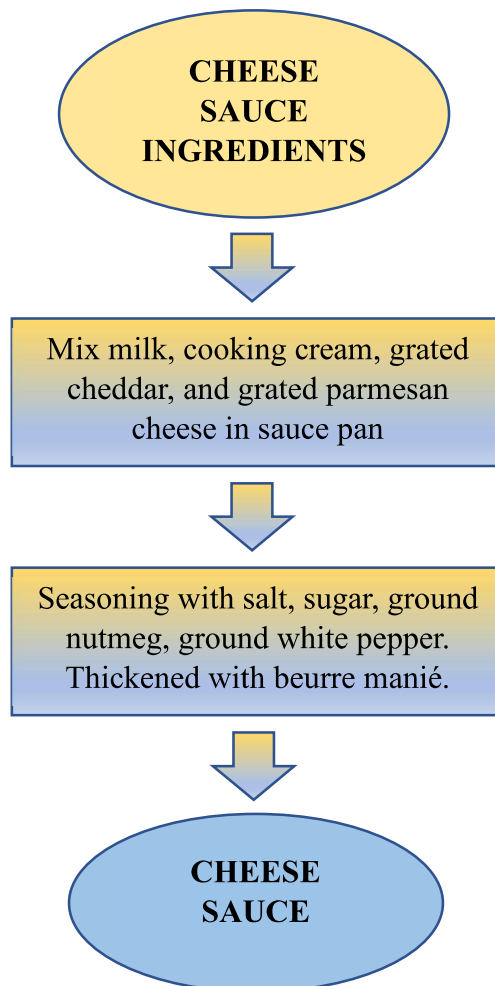 CHEESE
SAUCE
INGREDIENTS
Mix milk, cooking cream, grated
cheddar, and grated parmesan
cheese in sauce pan
Seasoning with salt, sugar, ground
nutmeg, ground white pepper.
Thickened with beurre manié.
CHEESE
SAUCE